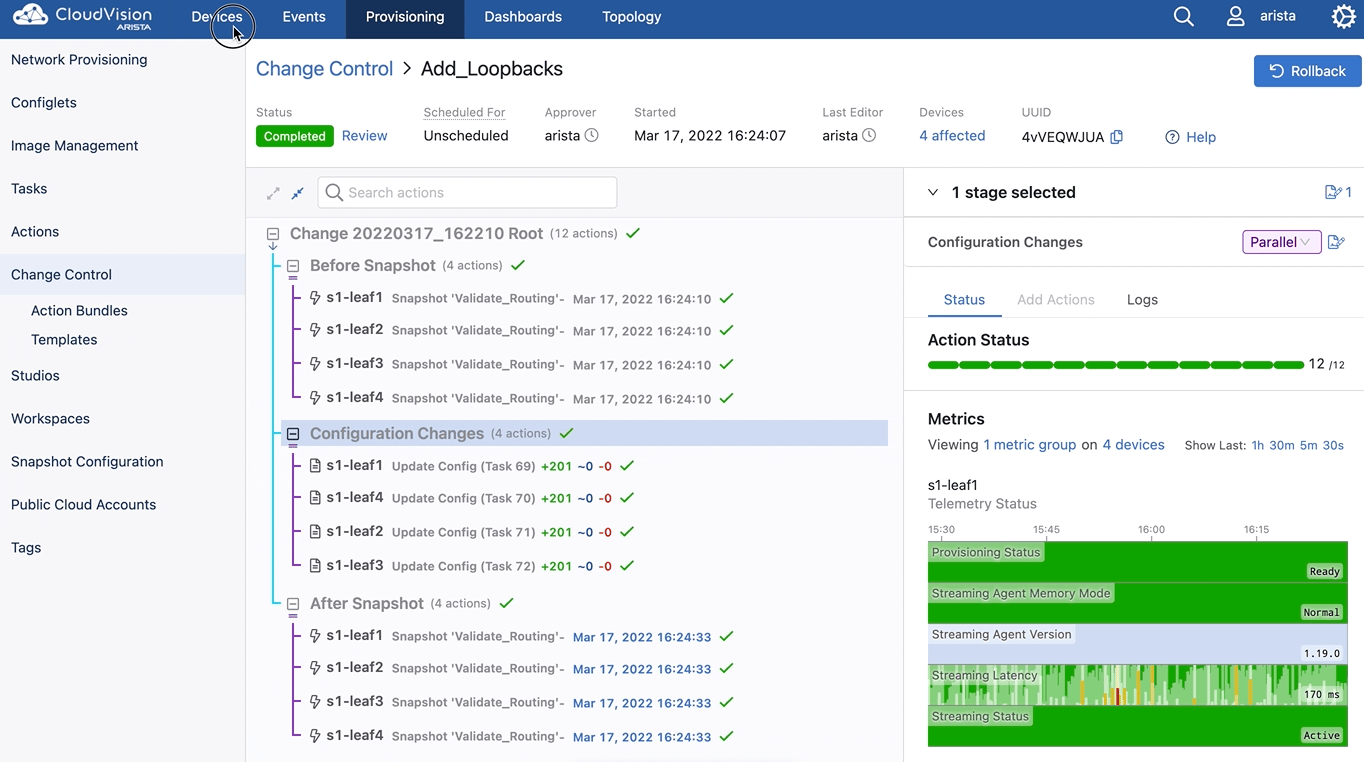 CloudVision
ARISTA
Devices Events Provisioning Dashboards Topology arista
Network Provisioning
Configlets
Image Management
Tasks
Actions
Change Control
Action Bundles
Templates
Studios
Workspaces
Snapshot Configuration
Public Cloud Accounts
Tags
Change Control > Add_Loopbacks
Rollback
Status Scheduled For Approver Started Last Editor Devices UUID
Completed Review Unscheduled arista Mar 17, 2022 16:24:07 arista 4 affected 4vVEQWJUA Help
Search actions
Change 20220317_162210 Root (12 actions)
Before Snapshot (4 actions)
s1-leaf1 Snapshot 'Validate_Routing'- Mar 17, 2022 16:24:10
s1-leaf2 Snapshot 'Validate_Routing'- Mar 17, 2022 16:24:10
s1-leaf3 Snapshot 'Validate_Routing'- Mar 17, 2022 16:24:10
s1-leaf4 Snapshot 'Validate_Routing'- Mar 17, 2022 16:24:10
Configuration Changes (4 actions)
s1-leaf1 Update Config (Task 69) +201 ~0 -0
s1-leaf4 Update Config (Task 70) +201 ~0 -0
s1-leaf2 Update Config (Task 71) +201 ~0 -0
s1-leaf3 Update Config (Task 72) +201 ~0 -0
After Snapshot (4 actions)
s1-leaf1 Snapshot 'Validate_Routing'- Mar 17, 2022 16:24:33
s1-leaf2 Snapshot 'Validate_Routing'- Mar 17, 2022 16:24:33
s1-leaf3 Snapshot 'Validate_Routing'- Mar 17, 2022 16:24:33
s1-leaf4 Snapshot 'Validate_Routing'- Mar 17, 2022 16:24:33
1 stage selected 1
Configuration Changes Parallel
Status Add Actions Logs
Action Status
12 /12
Metrics
Viewing 1 metric group on 4 devices Show Last: 1h 30m 5m 30s
s1-leaf1
Telemetry Status
15:30 15:45 16:00 16:15
Provisioning Status
Ready
Streaming Agent Memory Mode
Normal
Streaming Agent Version
1.19.0
Streaming Latency
170 ms
Streaming Status
Active